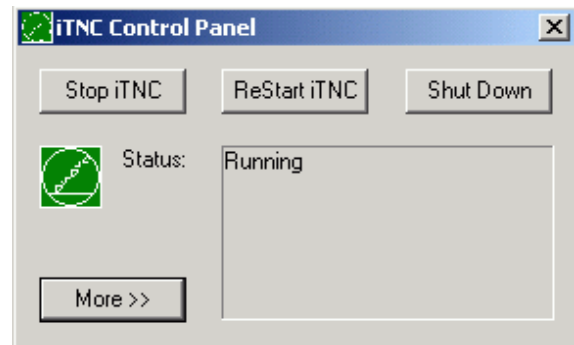 iTNC Control Panel
Stop iTNC
ReStart iTNC
Shut Down
Status:
Running
More >>